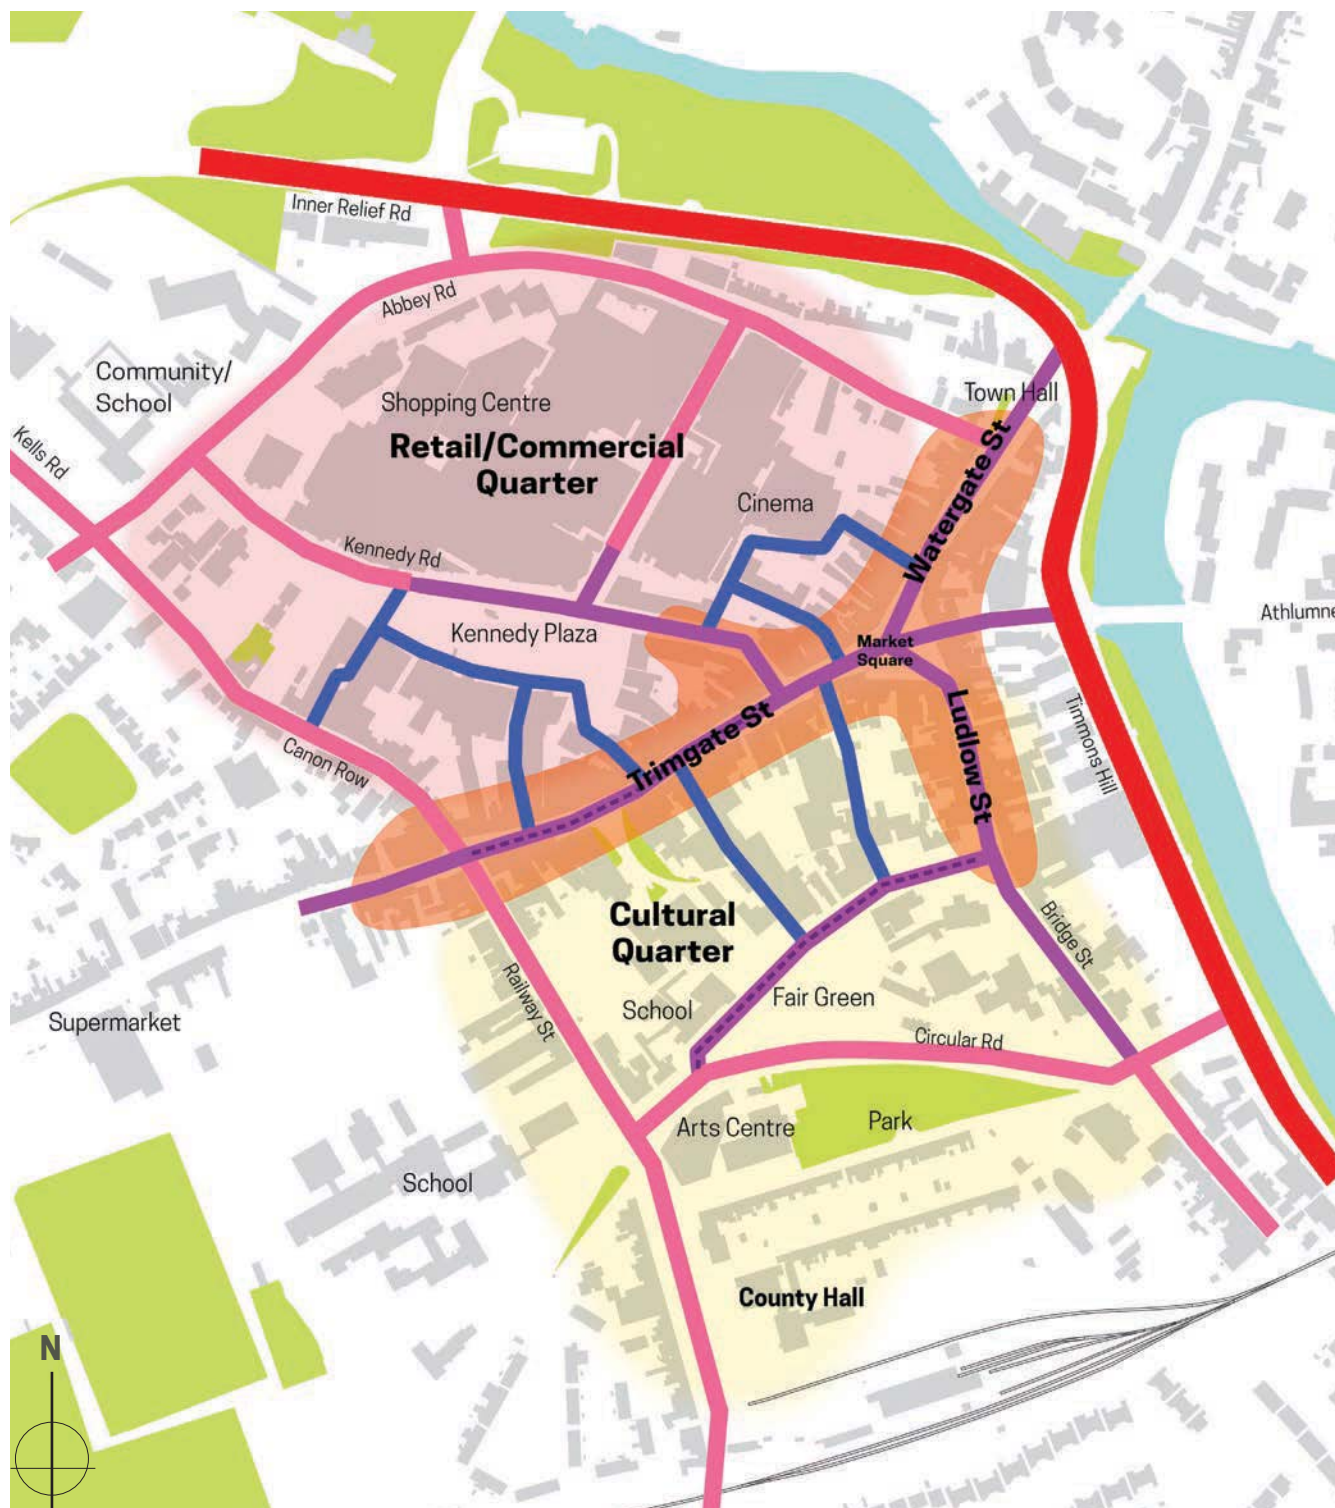 Inner Relief Rd
Abbey Rd
Community/
School
Shopping Centre
Town Hall
Kells Rd
Retail/Commercial
Quarter
Cinema
Watergate St
Kennedy Rd
Athlumne
Kennedy Plaza
Market
Square
Trimgate St
Ludlow St
Timmons Hill
Canon Row
Cultural
Quarter
Bridge St
Railway St
School
Fair Green
Supermarket
Circular Rd
Arts Centre
Park
School
County Hall
N